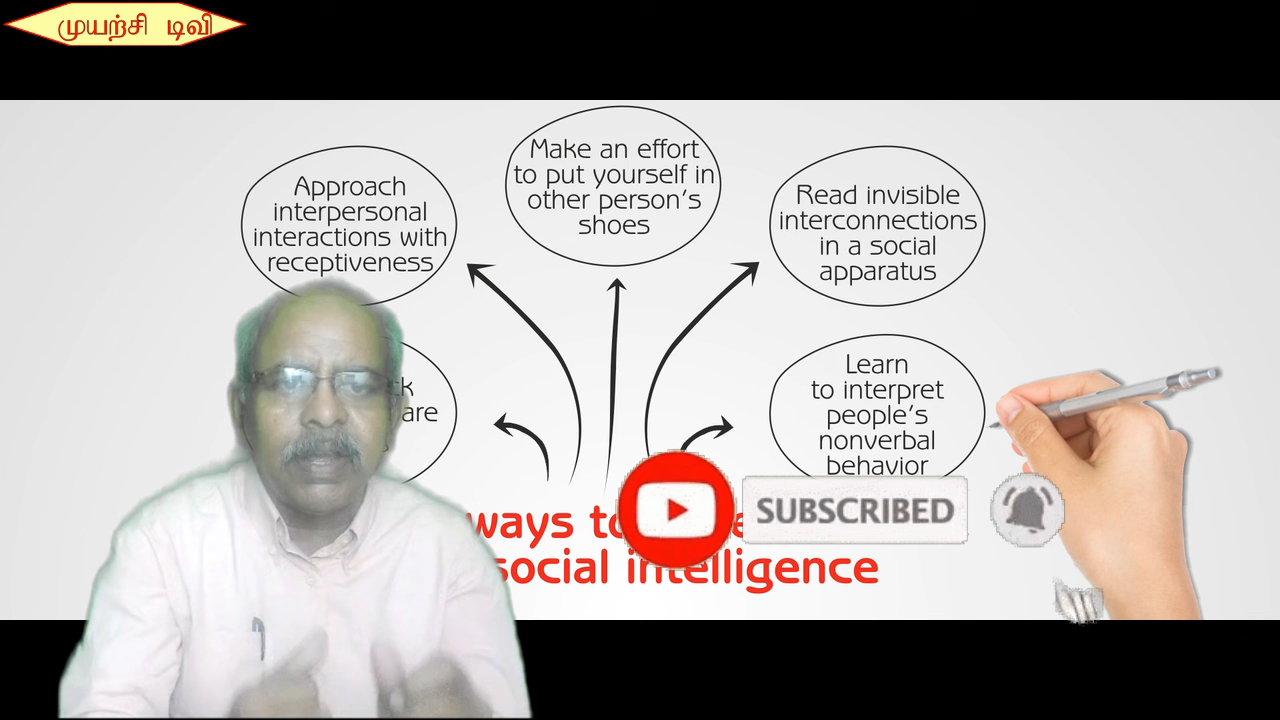 முயற்சி டிவி
Make an effort
to put yourself in
other person's
shoes
Approach
interpersonal
interactions with
receptiveness
Read invisible
interconnections
in a social
apparatus
Learn
to interpret
people's
nonverbal
behavior
ways
social intelligence
SUBSCRIBED